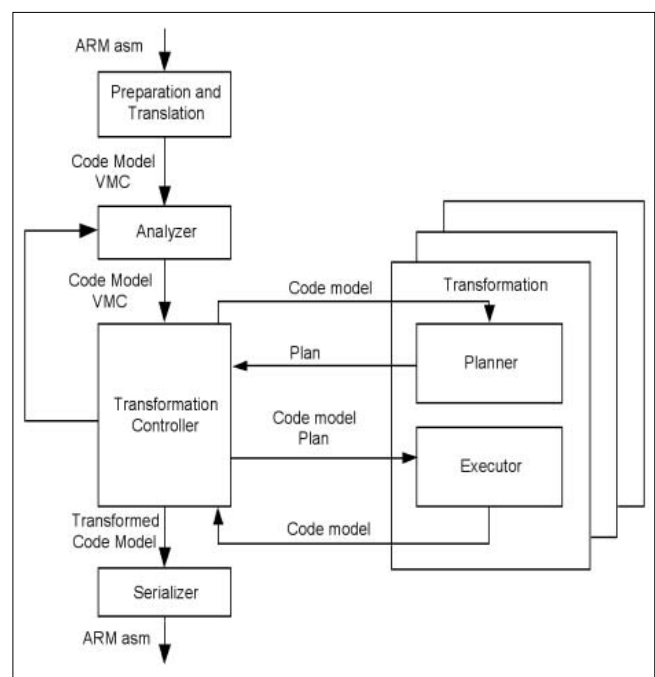 ARM asm
Preparation and
Translation
Code Model
VMC
Analyzer
Code Model
VMC
Code model
Transformation
Plan
Planner
Transformation
Controller
Code model
Plan
Executor
Transformed
Code Model
Code model
Serializer
ARM asm